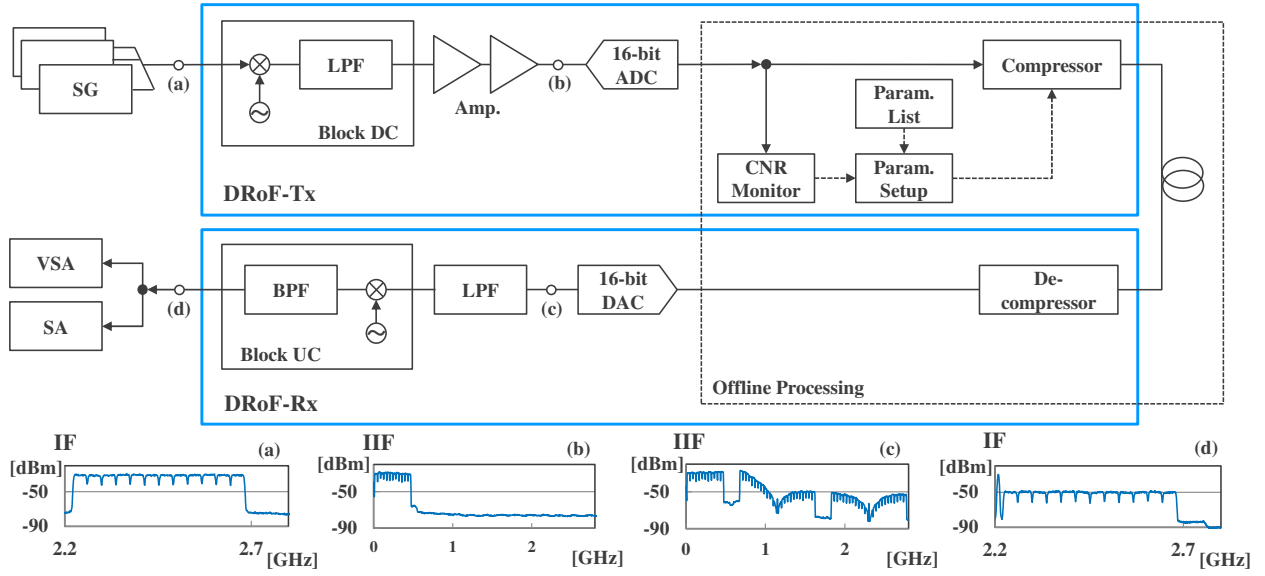 SG
(a)
LPF
Block DC
Amp.
(b)
16-bit
ADC
Compressor
Param.
List
CNR
Monitor
Param.
Setup
DRoF-Tx
VSA
SA
(d)
BPF
Block UC
LPF
(c)
16-bit
DAC
De-
compressor
Offline Processing
DRoF-Rx
IF
(a)
[dBm]
-50
-90
2.2
2.7
[GHz]
IIF
(b)
[dBm]
-50
-90
0
1
2
[GHz]
IIF
(c)
[dBm]
-50
-90
0
1
2
[GHz]
IF
(d)
[dBm]
-50
-90
2.2
2.7
[GHz]